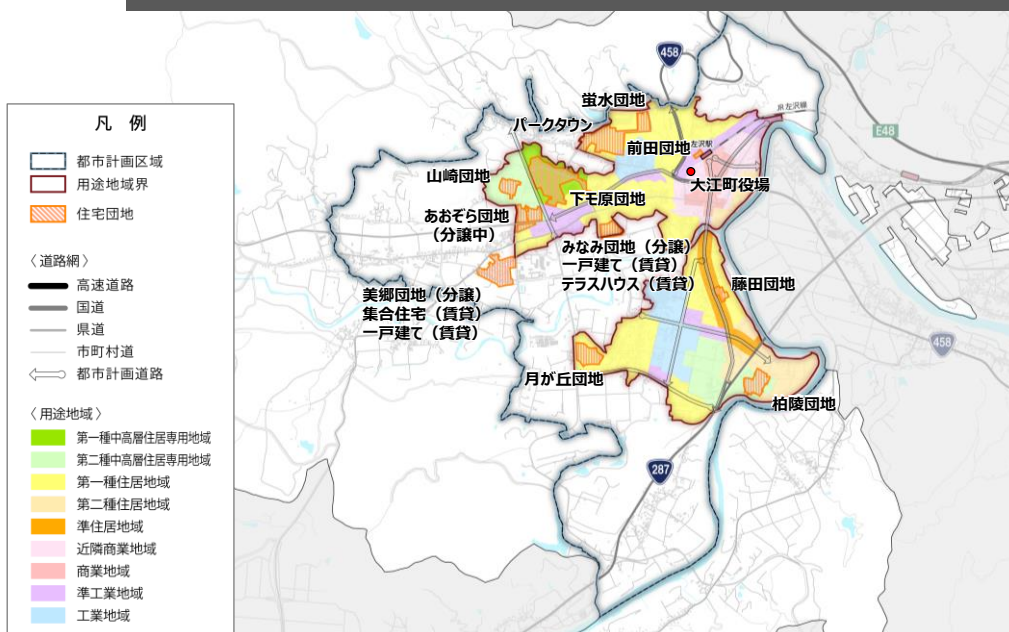 凡 例
都市計画区域
用途地域界
住宅団地
〈道路網〉
高速道路
国道
県道
市町村道
都市計画道路
〈用途地域〉
第一種中高層住居専用地域
第二種中高層住居専用地域
第一種住居地域
第二種住居地域
準住居地域
近隣商業地域
商業地域
準工業地域
工業地域
458
蛍水団地
JR左沢線
パークタウン
E48
前田団地
左沢駅
山崎団地
大江町役場
下モ原団地
あおぞら団地
（分譲中）
みなみ団地（分譲）
一戸建て（賃貸）
テラスハウス（賃貸）
藤田団地
美郷団地（分譲）
集合住宅（賃貸）
一戸建て（賃貸）
458
月が丘団地
柏陵団地
287